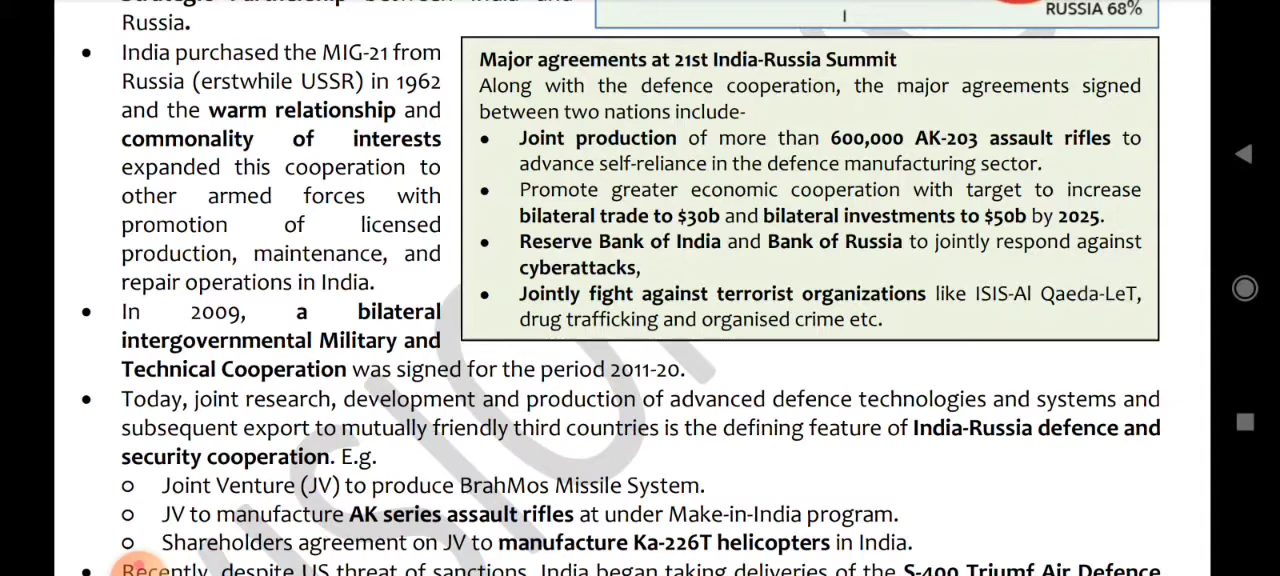 Strategic Partnership between India and
Russia.
RUSSIA 68%
• India purchased the MIG-21 from
Russia (erstwhile USSR) in 1962
and the warm relationship and
commonality of interests
expanded this cooperation to
other armed forces with
promotion of licensed
production, maintenance, and
repair operations in India.
• In 2009, a bilateral
intergovernmental Military and
Technical Cooperation was signed for the period 2011-20.
Major agreements at 21st India-Russia Summit
Along with the defence cooperation, the major agreements signed
between two nations include-
• Joint production of more than 600,000 AK-203 assault rifles to
advance self-reliance in the defence manufacturing sector.
• Promote greater economic cooperation with target to increase
bilateral trade to $30b and bilateral investments to $50b by 2025.
• Reserve Bank of India and Bank of Russia to jointly respond against
cyberattacks,
• Jointly fight against terrorist organizations like ISIS-Al Qaeda-LeT,
drug trafficking and organised crime etc.
• Today, joint research, development and production of advanced defence technologies and systems and
subsequent export to mutually friendly third countries is the defining feature of India-Russia defence and
security cooperation. E.g.
o Joint Venture (JV) to produce BrahMos Missile System.
o JV to manufacture AK series assault rifles at under Make-in-India program.
o Shareholders agreement on JV to manufacture Ka-226T helicopters in India.
• Recently, despite US threat of sanctions, India began taking deliveries of the S-400 Triumf Air Defence